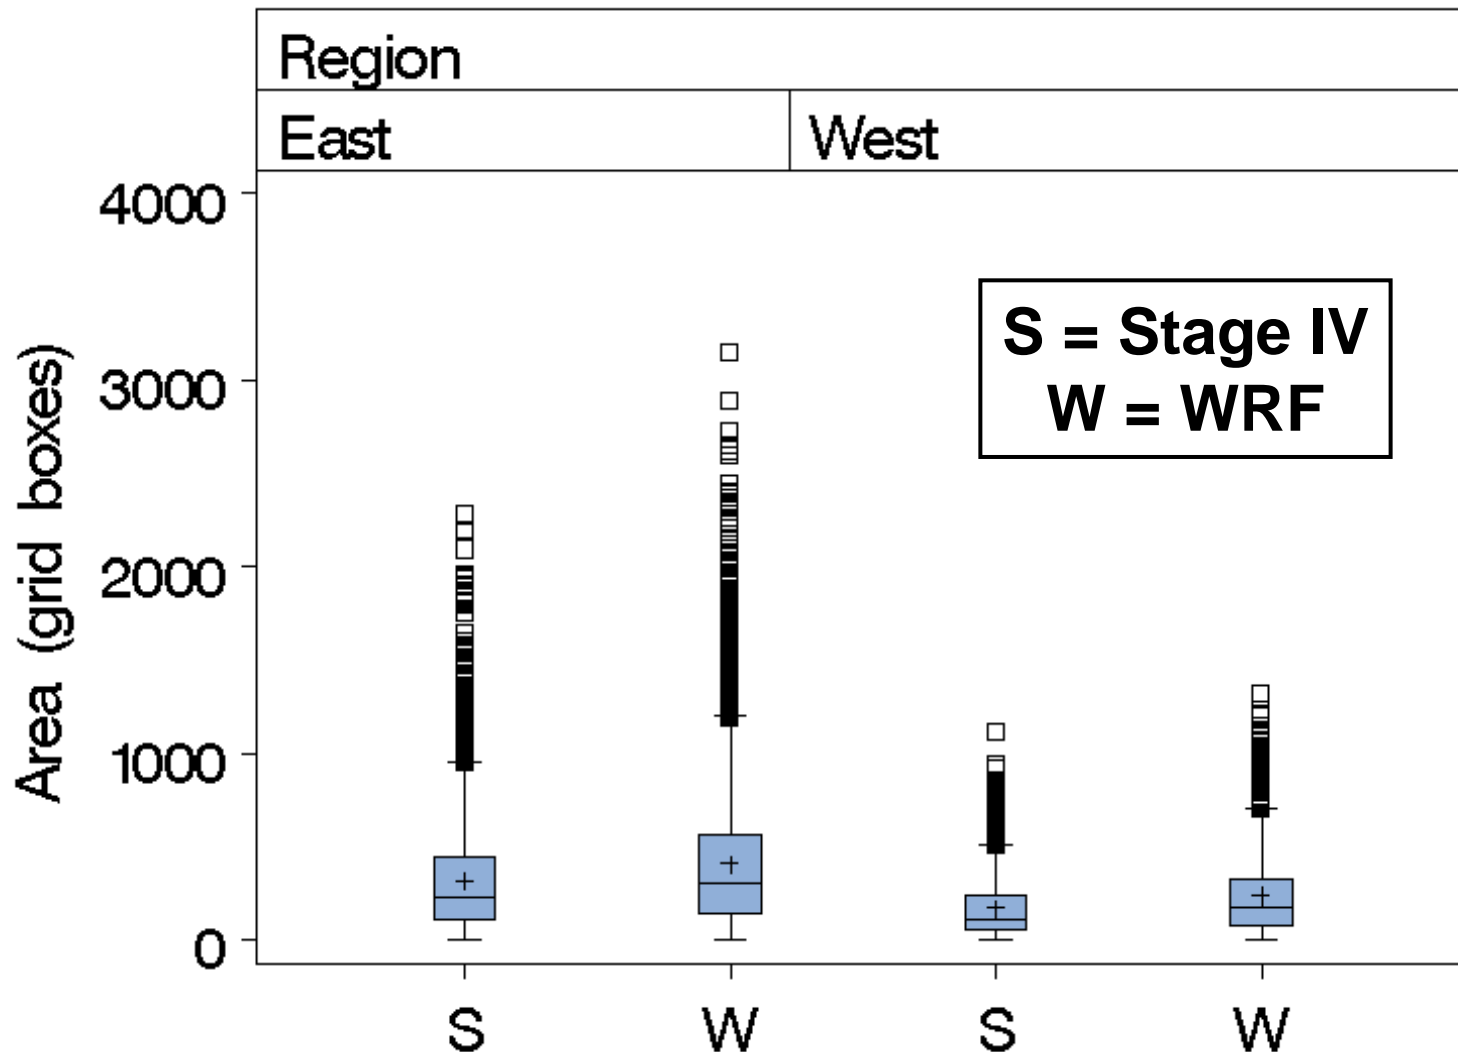 Region
East West
4000
S = Stage IV
W = WRF
3000
2000
1000
0
Area (grid boxes)
S W S W